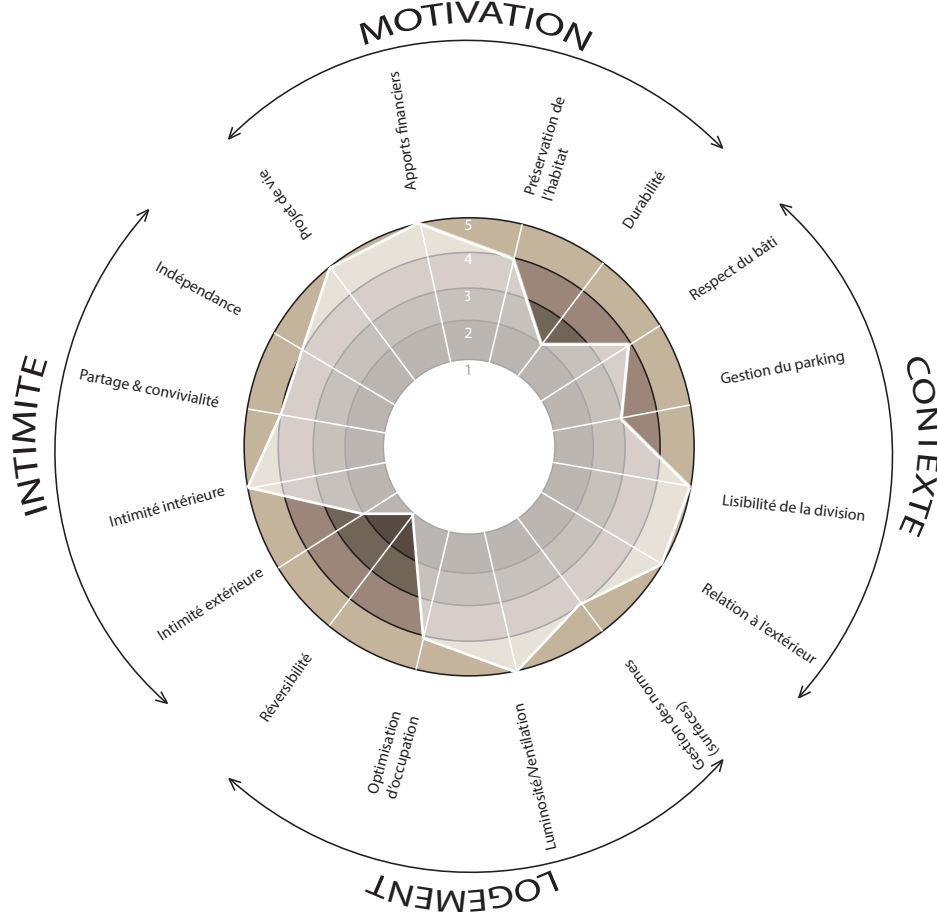 MOTIVATION
Apports financiers
Préservation de
l'habitat
Projet de vie
Durabilité
Indépendance
Respect du bâti
Partage & convivialité
Gestion du parking
5
4
3
2
1
INTIMITE
CONTEXTE
Intimité intérieure
Lisibilité de la division
Intimité extérieure
Relation à l'extérieur
Réversibilité
Gestion des normes
(surfaces)
Optimisation
d'occupation
Luminosité/Ventilation
LOGEMENT